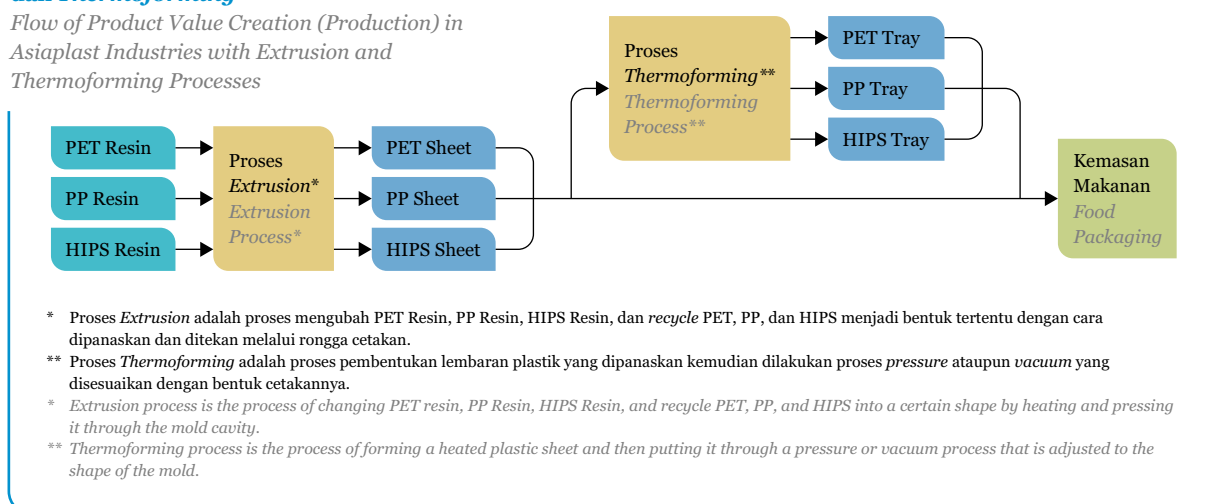 dan Thermoforming
Flow of Product Value Creation (Production) in
Asiaplast Industries with Extrusion and
Thermoforming Processes
PET Resin
PP Resin
HIPS Resin
Proses
Extrusion*
Extrusion
Process*
PET Sheet
PP Sheet
HIPS Sheet
Proses
Thermoforming**
Thermoforming
Process**
PET Tray
PP Tray
HIPS Tray
Kemasan
Makanan
Food
Packaging
* Proses Extrusion adalah proses mengubah PET Resin, PP Resin, HIPS Resin, dan recycle PET, PP, dan HIPS menjadi bentuk tertentu dengan cara
dipanaskan dan ditekan melalui rongga cetakan.
** Proses Thermoforming adalah proses pembentukan lembaran plastik yang dipanaskan kemudian dilakukan proses pressure ataupun vacuum yang
disesuaikan dengan bentuk cetakannya.
* Extrusion process is the process of changing PET resin, PP Resin, HIPS Resin, and recycle PET, PP, and HIPS into a certain shape by heating and pressing
it through the mold cavity.
** Thermoforming process is the process of forming a heated plastic sheet and then putting it through a pressure or vacuum process that is adjusted to the
shape of the mold.